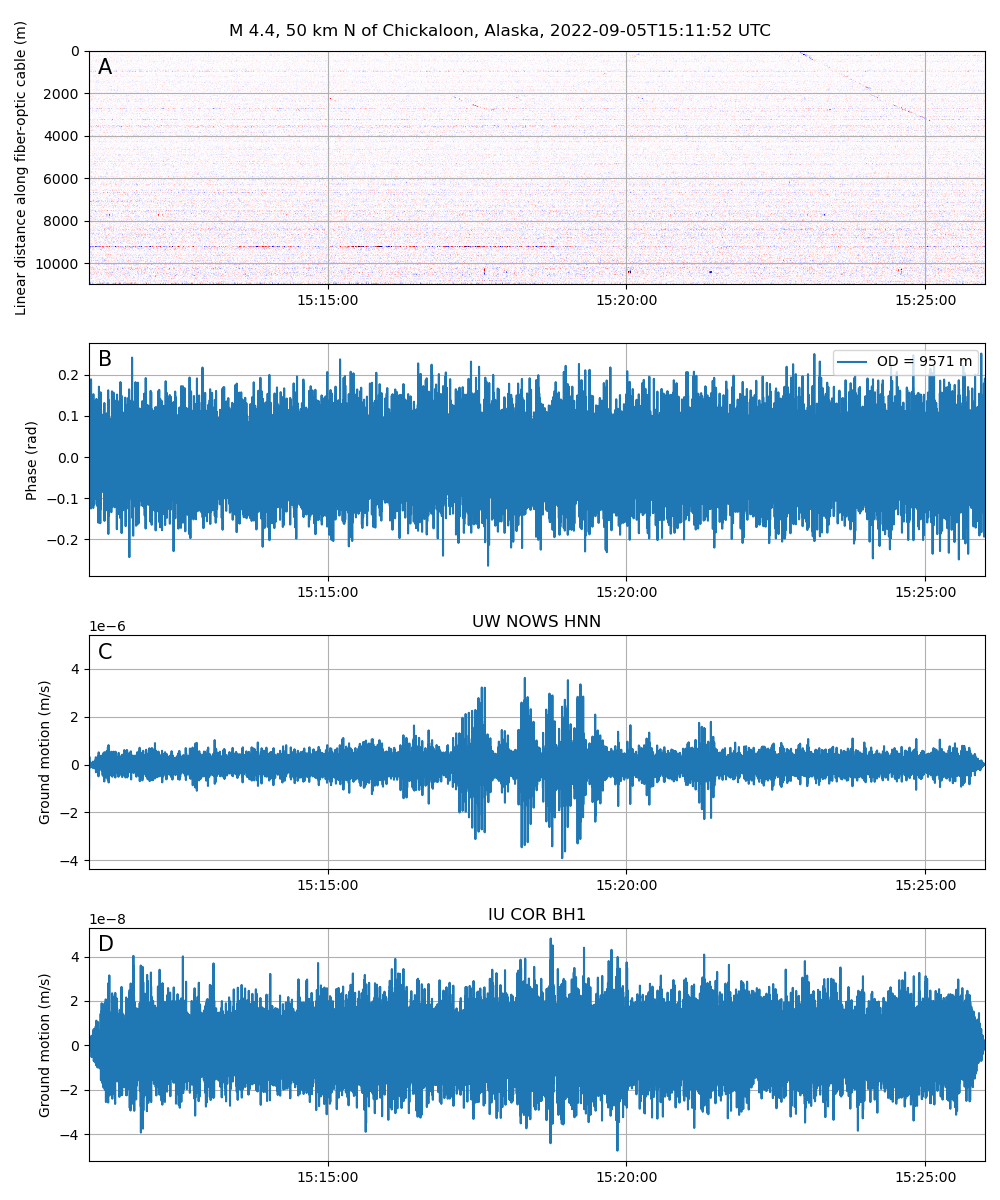 M 4.4, 50 km N of Chickaloon, Alaska, 2022-09-05T15:11:52 UTC
A
Linear distance along fiber-optic cable (m)
0
2000
4000
6000
8000
10000
15:15:00 15:20:00 15:25:00
B
OD = 9571 m
Phase (rad)
0.2
0.1
0.0
−0.1
−0.2
15:15:00 15:20:00 15:25:00
UW NOWS HNN
1e−6
C
Ground motion (m/s)
4
2
0
−2
−4
15:15:00 15:20:00 15:25:00
IU COR BH1
1e−8
D
Ground motion (m/s)
4
2
0
−2
−4
15:15:00 15:20:00 15:25:00